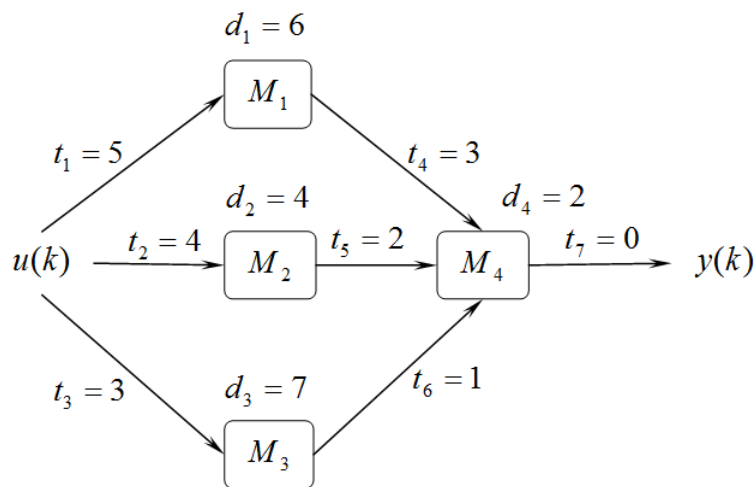 d₁ = 6
M₁
t₁ = 5
t₄ = 3
d₂ = 4
d₄ = 2
u(k)
t₂ = 4
M₂
t₅ = 2
M₄
t₇ = 0
y(k)
t₃ = 3
d₃ = 7
t₆ = 1
M₃